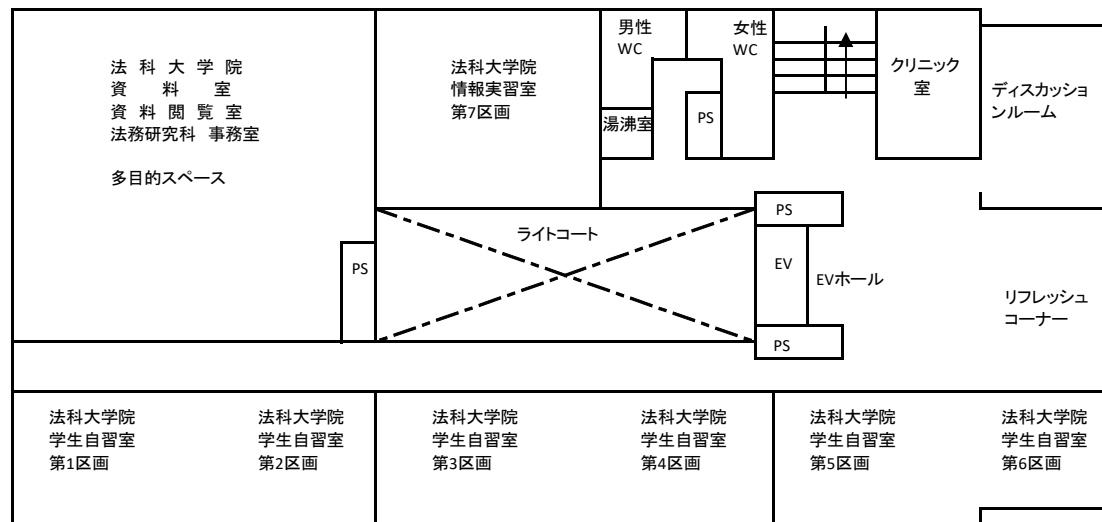 法 科 大 学 院
資 料 室
資 料 閲 覧 室
法務研究科 事務室
多目的スペース
法科大学院
情報実習室
第7区画
男性
WC
女性
WC
湯沸室
PS
クリニック
室
ディスカッショ
ンルーム
PS
ライトコート
PS
EV
EVホール
リフレッシュ
コーナー
PS
法科大学院
学生自習室
第1区画
法科大学院
学生自習室
第2区画
法科大学院
学生自習室
第3区画
法科大学院
学生自習室
第4区画
法科大学院
学生自習室
第5区画
法科大学院
学生自習室
第6区画